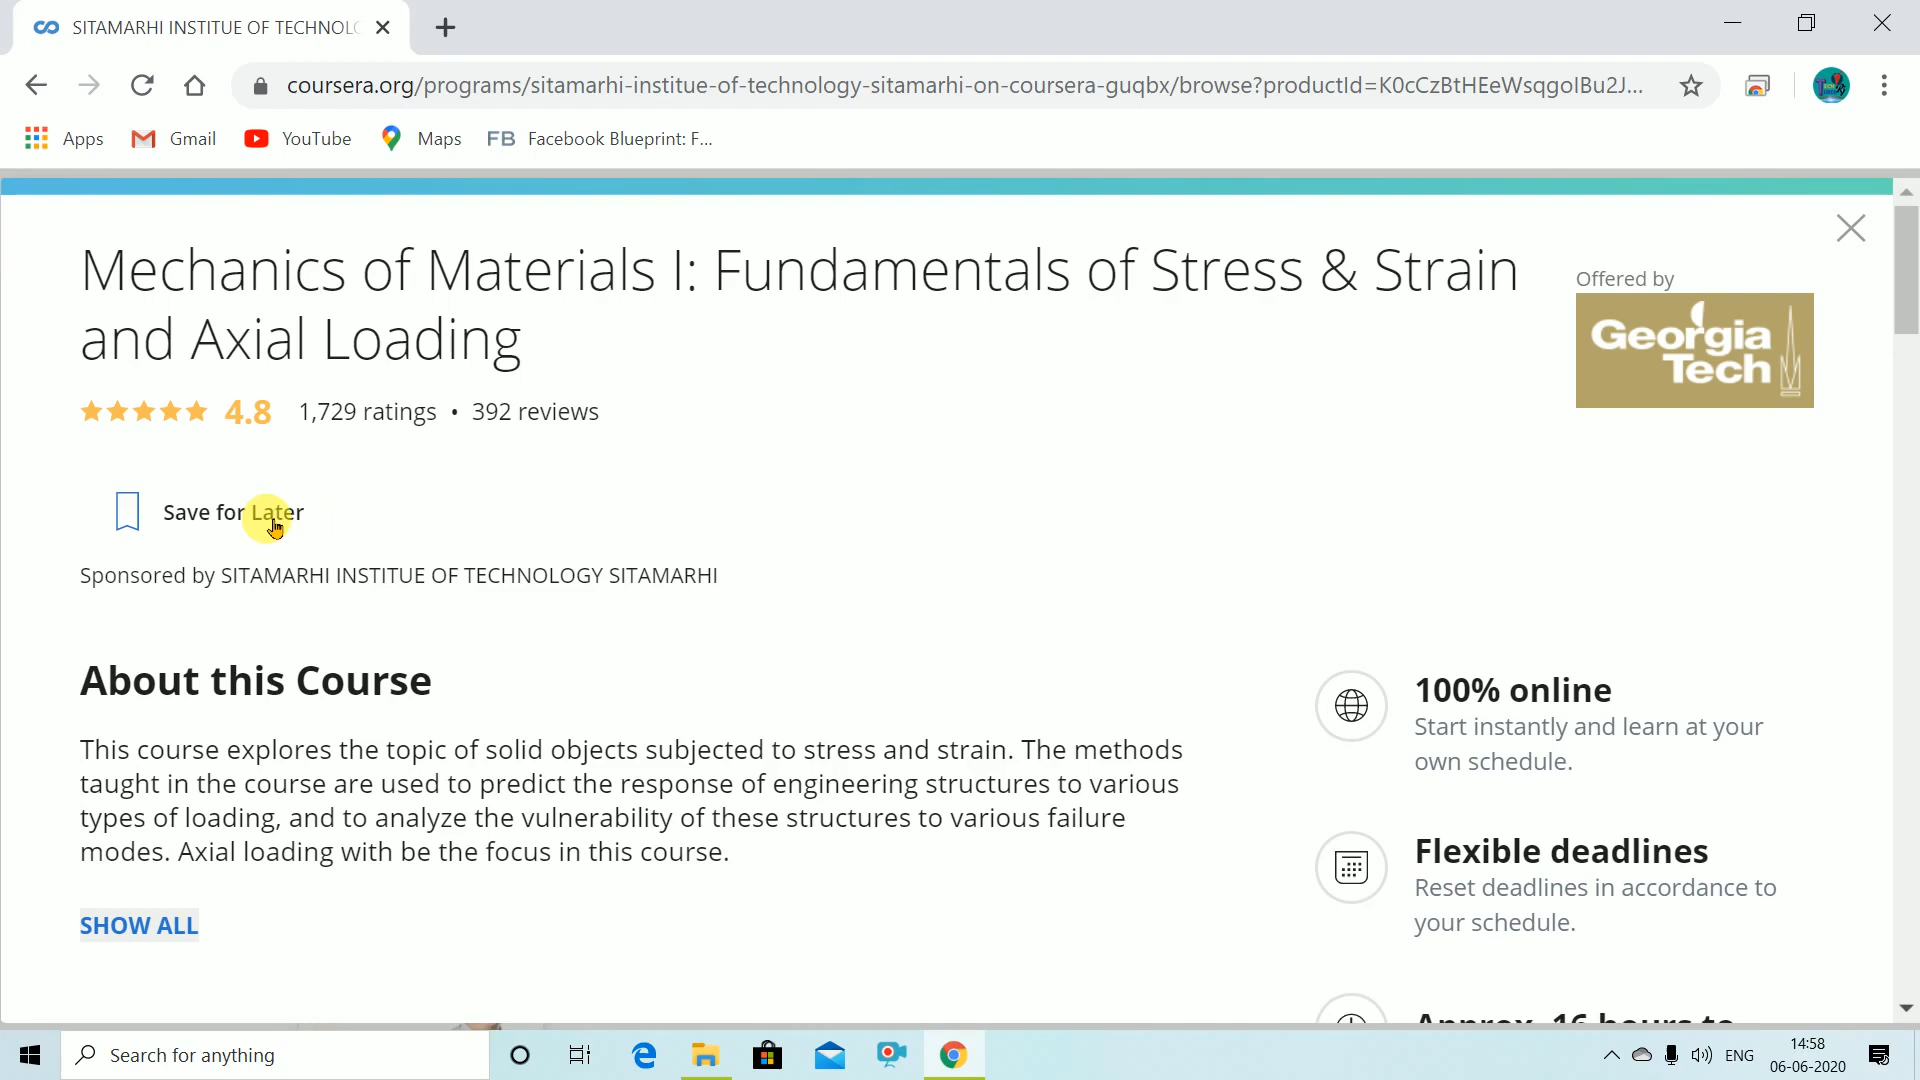 SITAMARHI INSTITUE OF TECHNOLO
coursera.org/programs/sitamarhi-institue-of-technology-sitamarhi-on-coursera-guqbx/browse?productId=K0cCzBtHEeWsqgoIBu2J...
Apps
Gmail
YouTube
Maps
FB Facebook Blueprint: F...
Mechanics of Materials I: Fundamentals of Stress & Strain
and Axial Loading
Offered by
Georgia
Tech
4.8 1,729 ratings • 392 reviews
Save for Later
Sponsored by SITAMARHI INSTITUE OF TECHNOLOGY SITAMARHI
About this Course
This course explores the topic of solid objects subjected to stress and strain. The methods
taught in the course are used to predict the response of engineering structures to various
types of loading, and to analyze the vulnerability of these structures to various failure
modes. Axial loading with be the focus in this course.
SHOW ALL
100% online
Start instantly and learn at your
own schedule.
Flexible deadlines
Reset deadlines in accordance to
your schedule.
Approx. 16 hours to
Search for anything
ENG
14:58
06-06-2020